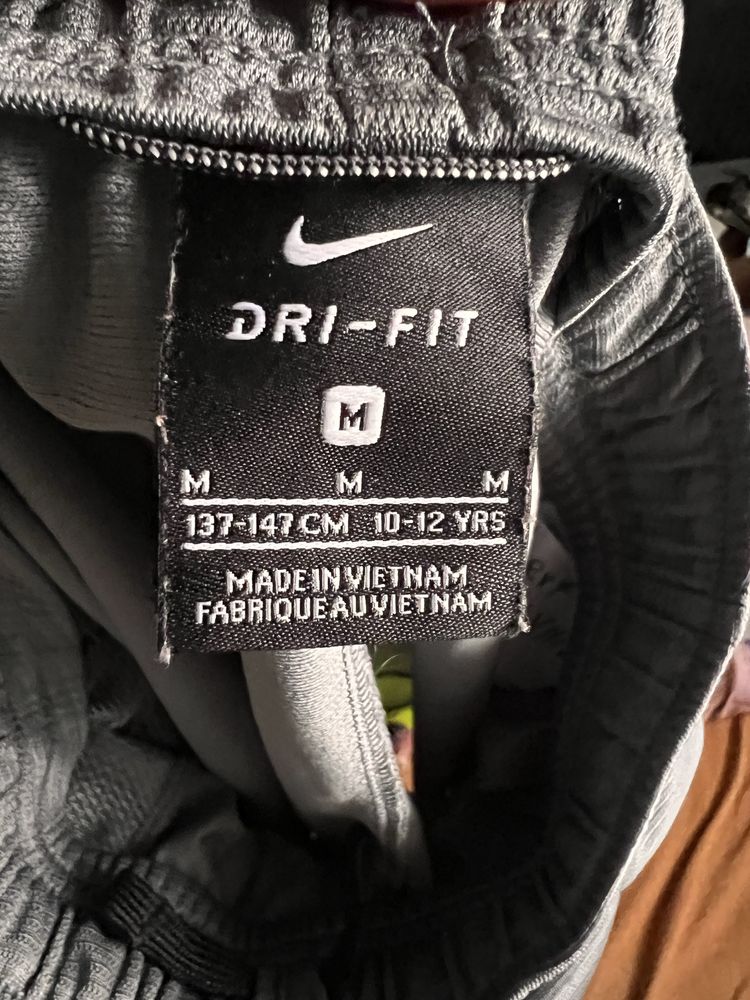 DRI-FIT
M
M M M
137-147 CM 10-12 YRS
MADE IN VIETNAM
FABRIQUE AU VIETNAM